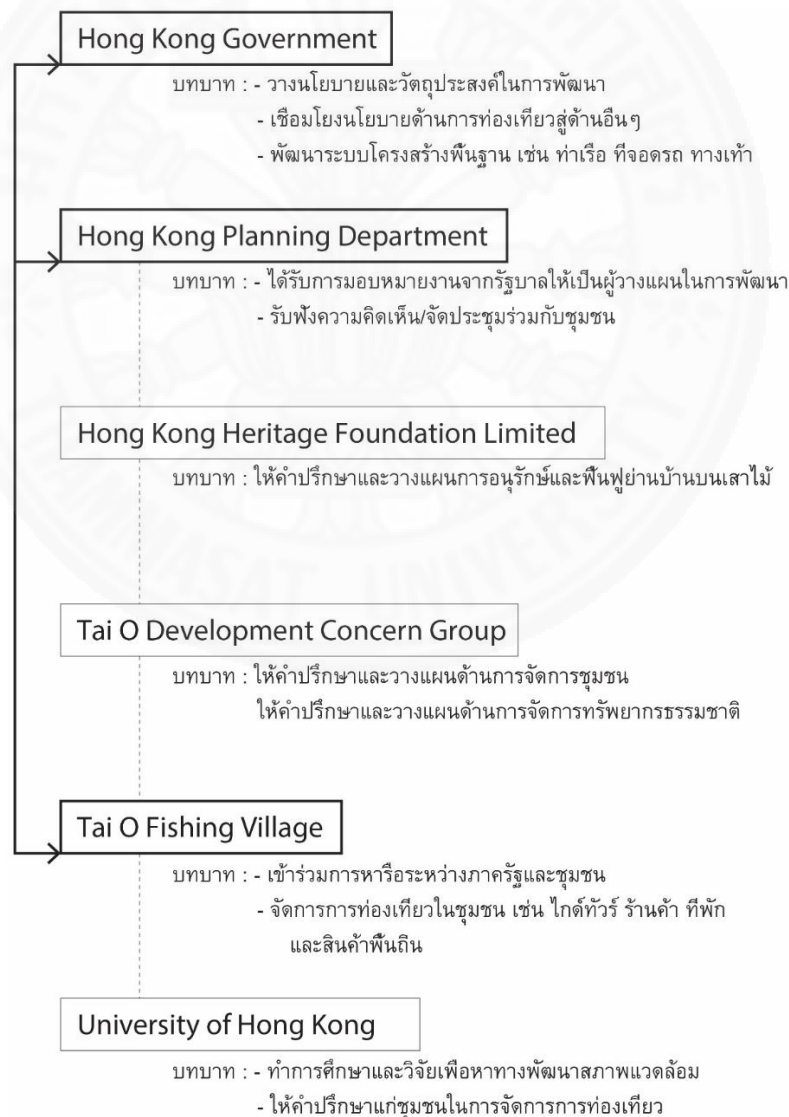 Hong Kong Government
บทบาท : - วางนโยบายและวัตถุประสงค์ในการพัฒนา
- เชื่อมโยงนโยบายด้านการท่องเที่ยวสู่ด้านอื่นๆ
- พัฒนาระบบโครงสร้างพื้นฐาน เช่น ท่าเรือ ที่จอดรถ ทางเท้า
Hong Kong Planning Department
บทบาท : - ได้รับการมอบหมายงานจากรัฐบาลให้เป็นผู้วางแผนในการพัฒนา
- รับฟังความคิดเห็น/จัดประชุมร่วมกับชุมชน
Hong Kong Heritage Foundation Limited
บทบาท : ให้คำปรึกษาและวางแผนการอนุรักษ์และฟื้นฟูย่านบ้านบนเสาไม้
Tai O Development Concern Group
บทบาท : ให้คำปรึกษาและวางแผนด้านการจัดการชุมชน
ให้คำปรึกษาและวางแผนด้านการจัดการทรัพยากรธรรมชาติ
Tai O Fishing Village
บทบาท : - เข้าร่วมการหารือระหว่างภาครัฐและชุมชน
- จัดการการท่องเที่ยวในชุมชน เช่น ไกด์ทัวร์ ร้านค้า ที่พัก
และสินค้าพื้นถิ่น
University of Hong Kong
บทบาท : - ทำการศึกษาและวิจัยเพื่อหาทางพัฒนาสภาพแวดล้อม
- ให้คำปรึกษาแก่ชุมชนในการจัดการการท่องเที่ยว